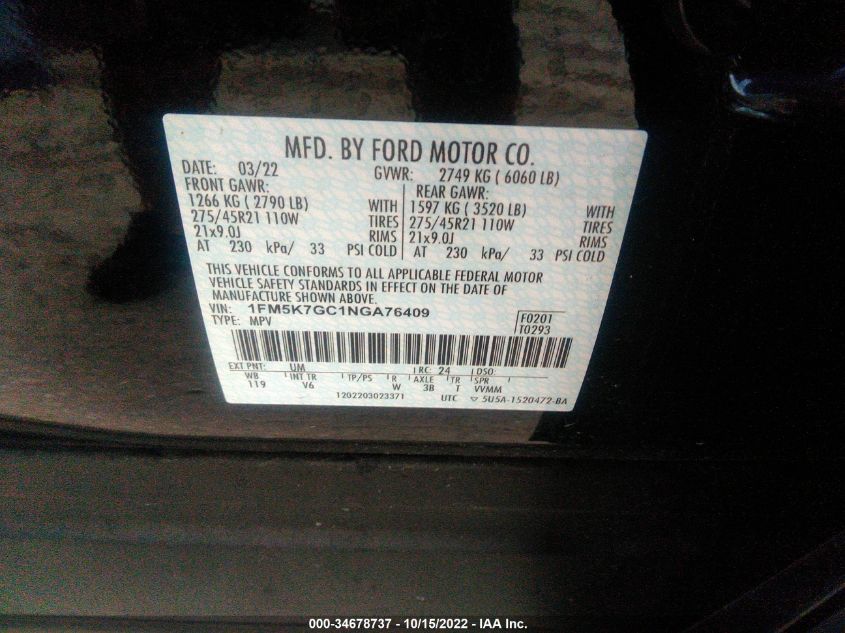 MFD. BY FORD MOTOR CO.
DATE: 03/22 GVWR: 2749 KG ( 6060 LB)
FRONT GAWR: REAR GAWR:
1266 KG ( 2790 LB) WITH 1597 KG ( 3520 LB) WITH
275/45R21 110W TIRES 275/45R21 110W TIRES
21x9.0J RIMS 21x9.0J RIMS
AT 230 kPa/ 33 PSI COLD AT 230 kPa/ 33 PSI COLD
THIS VEHICLE CONFORMS TO ALL APPLICABLE FEDERAL MOTOR
VEHICLE SAFETY STANDARDS IN EFFECT ON THE DATE OF
MANUFACTURE SHOWN ABOVE.
VIN: 1FM5K7GC1NGA76409 F0201
TYPE: MPV T0293
EXT PNT: UM RC: 24 DSO:
WB INT TR TP/PS R AXLE TR SPR
119 V6 W 3B T VVMM
1202203023371 UTC ▽ 5U5A-1520472-BA
000-34678737 - 10/15/2022 - IAA Inc.